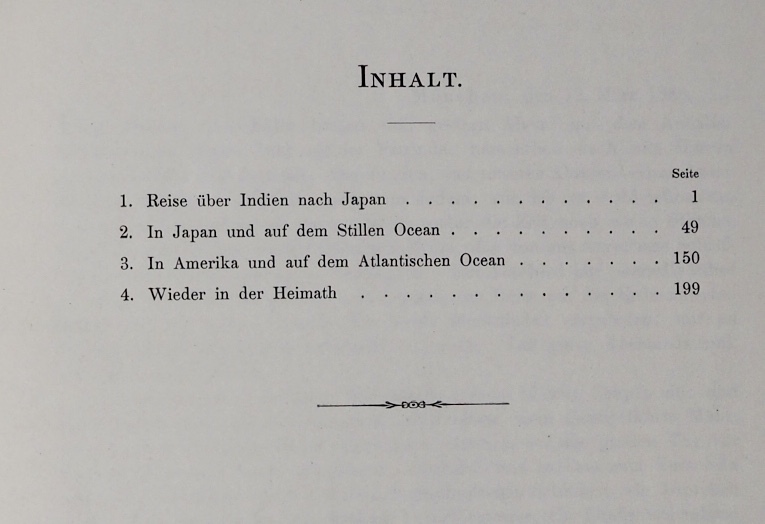 INHALT.
Seite
1. Reise über Indien nach Japan . . . . . . . . . . . . 1
2. In Japan und auf dem Stillen Ocean . . . . . . . . . . 49
3. In Amerika und auf dem Atlantischen Ocean . . . . . . . 150
4. Wieder in der Heimath . . . . . . . . . . . . . . 199